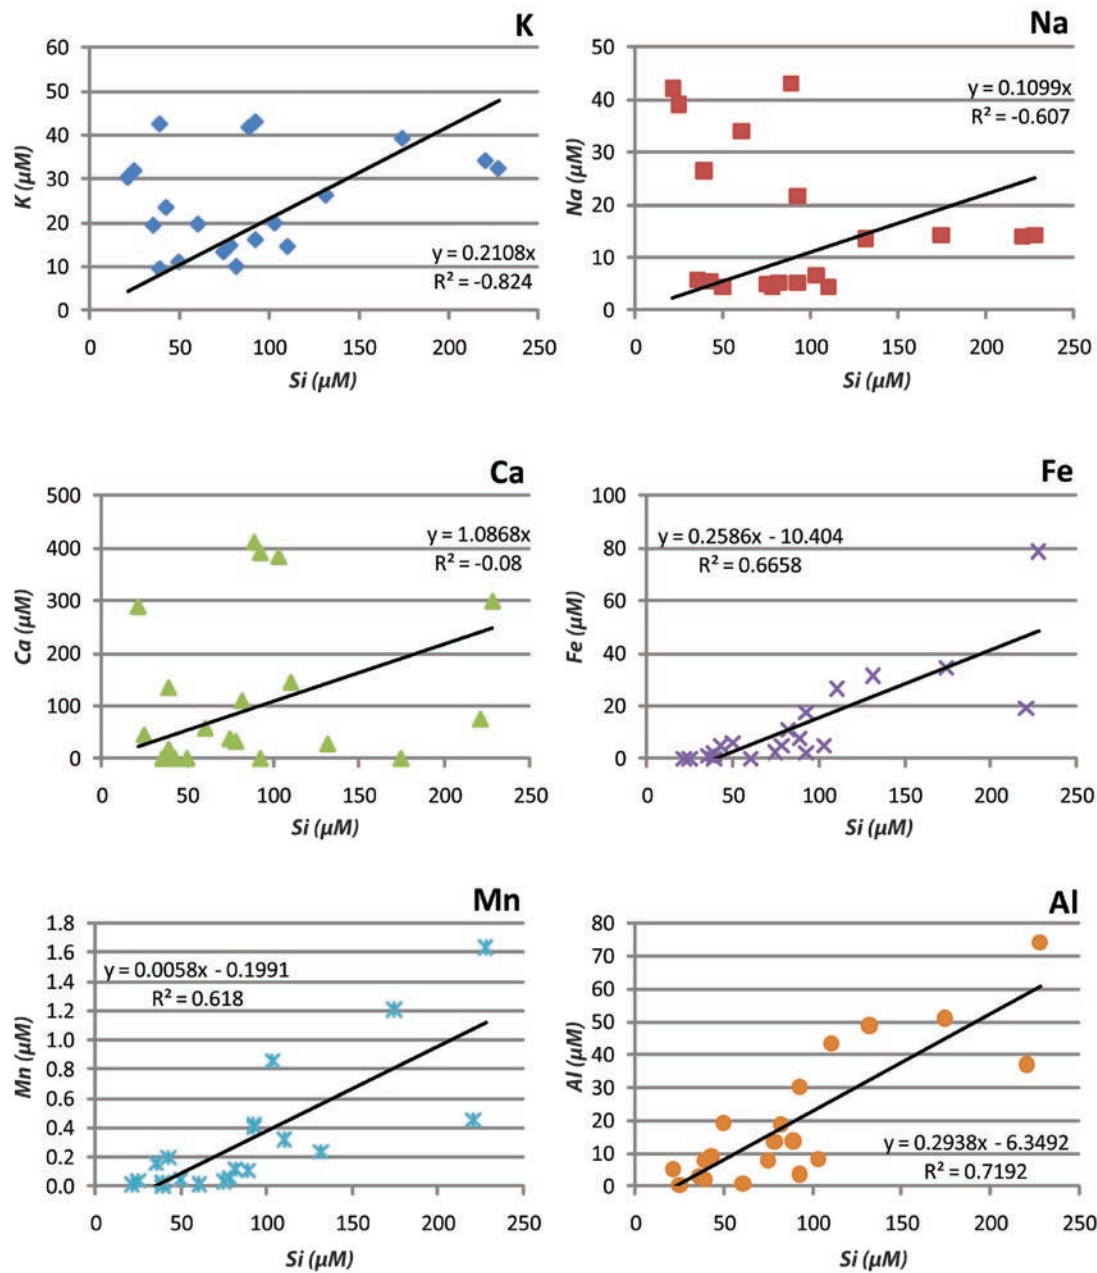 K
60
50
40
30
20
10
0
K (μM)
y = 0.2108x
R² = -0.824
0 50 100 150 200 250
Si (μM)
Na
50
40
30
20
10
0
Na (μM)
y = 0.1099x
R² = -0.607
0 50 100 150 200 250
Si (μM)
Ca
500
400
300
200
100
0
Ca (μM)
y = 1.0868x
R² = -0.08
0 50 100 150 200 250
Si (μM)
Fe
100
80
60
40
20
0
Fe (μM)
y = 0.2586x - 10.404
R² = 0.6658
0 50 100 150 200 250
Si (μM)
Mn
1.8
1.6
1.4
1.2
1.0
0.8
0.6
0.4
0.2
0.0
Mn (μM)
y = 0.0058x - 0.1991
R² = 0.618
0 50 100 150 200 250
Si (μM)
Al
80
70
60
50
40
30
20
10
0
Al (μM)
y = 0.2938x - 6.3492
R² = 0.7192
0 50 100 150 200 250
Si (μM)